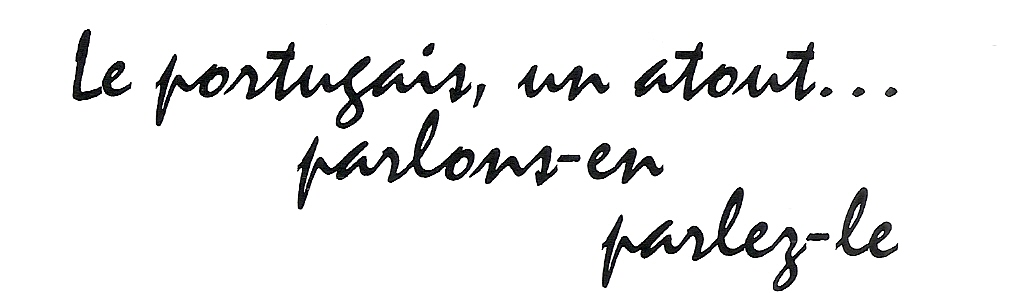 Le portugais, un atout...
parlons-en
parlez-le